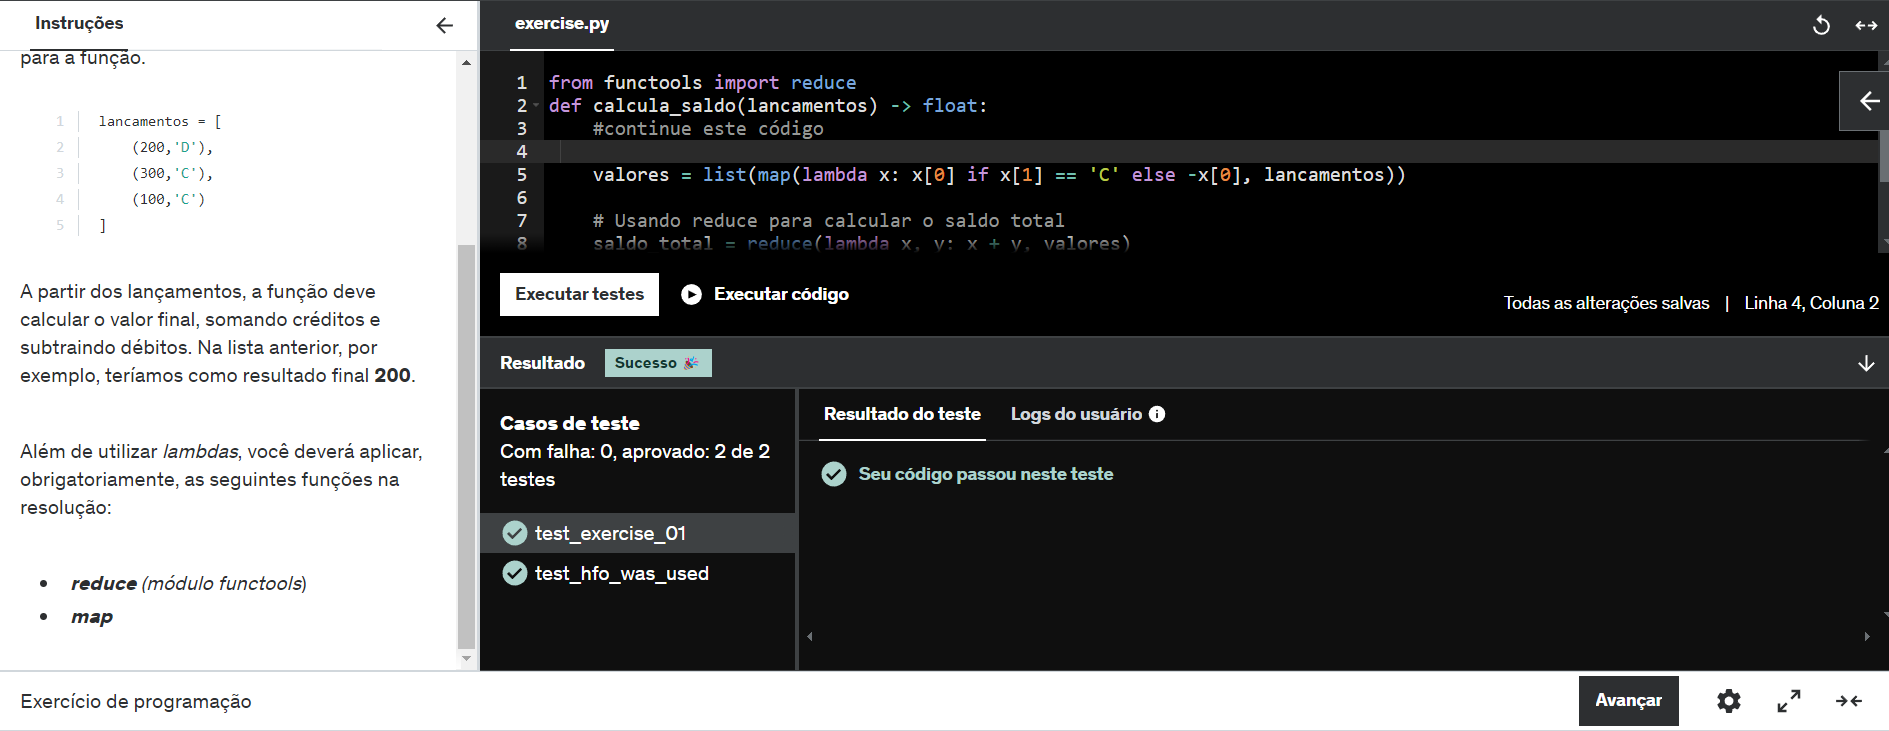 Instruções
para a função.
1 lancamentos = [
2 (200,'D'),
3 (300,'C'),
4 (100,'C')
5 ]
A partir dos lançamentos, a função deve
calcular o valor final, somando créditos e
subtraindo débitos. Na lista anterior, por
exemplo, teríamos como resultado final 200.
Além de utilizar lambdas, você deverá aplicar,
obrigatoriamente, as seguintes funções na
resolução:
• reduce (módulo functools)
• map
exercise.py
1 from functools import reduce
2 def calcula_saldo(lancamentos) -> float:
3 #continue este código
4
5 valores = list(map(lambda x: x[0] if x[1] == 'C' else -x[0], lancamentos))
6
7 # Usando reduce para calcular o saldo total
8 saldo_total = reduce(lambda x, y: x + y, valores)
Executar testes
Executar código
Todas as alterações salvas | Linha 4, Coluna 2
Resultado
Sucesso 🎉
Casos de teste
Com falha: 0, aprovado: 2 de 2
testes
test_exercise_01
test_hfo_was_used
Resultado do teste
Logs do usuário
Seu código passou neste teste
Exercício de programação
Avançar